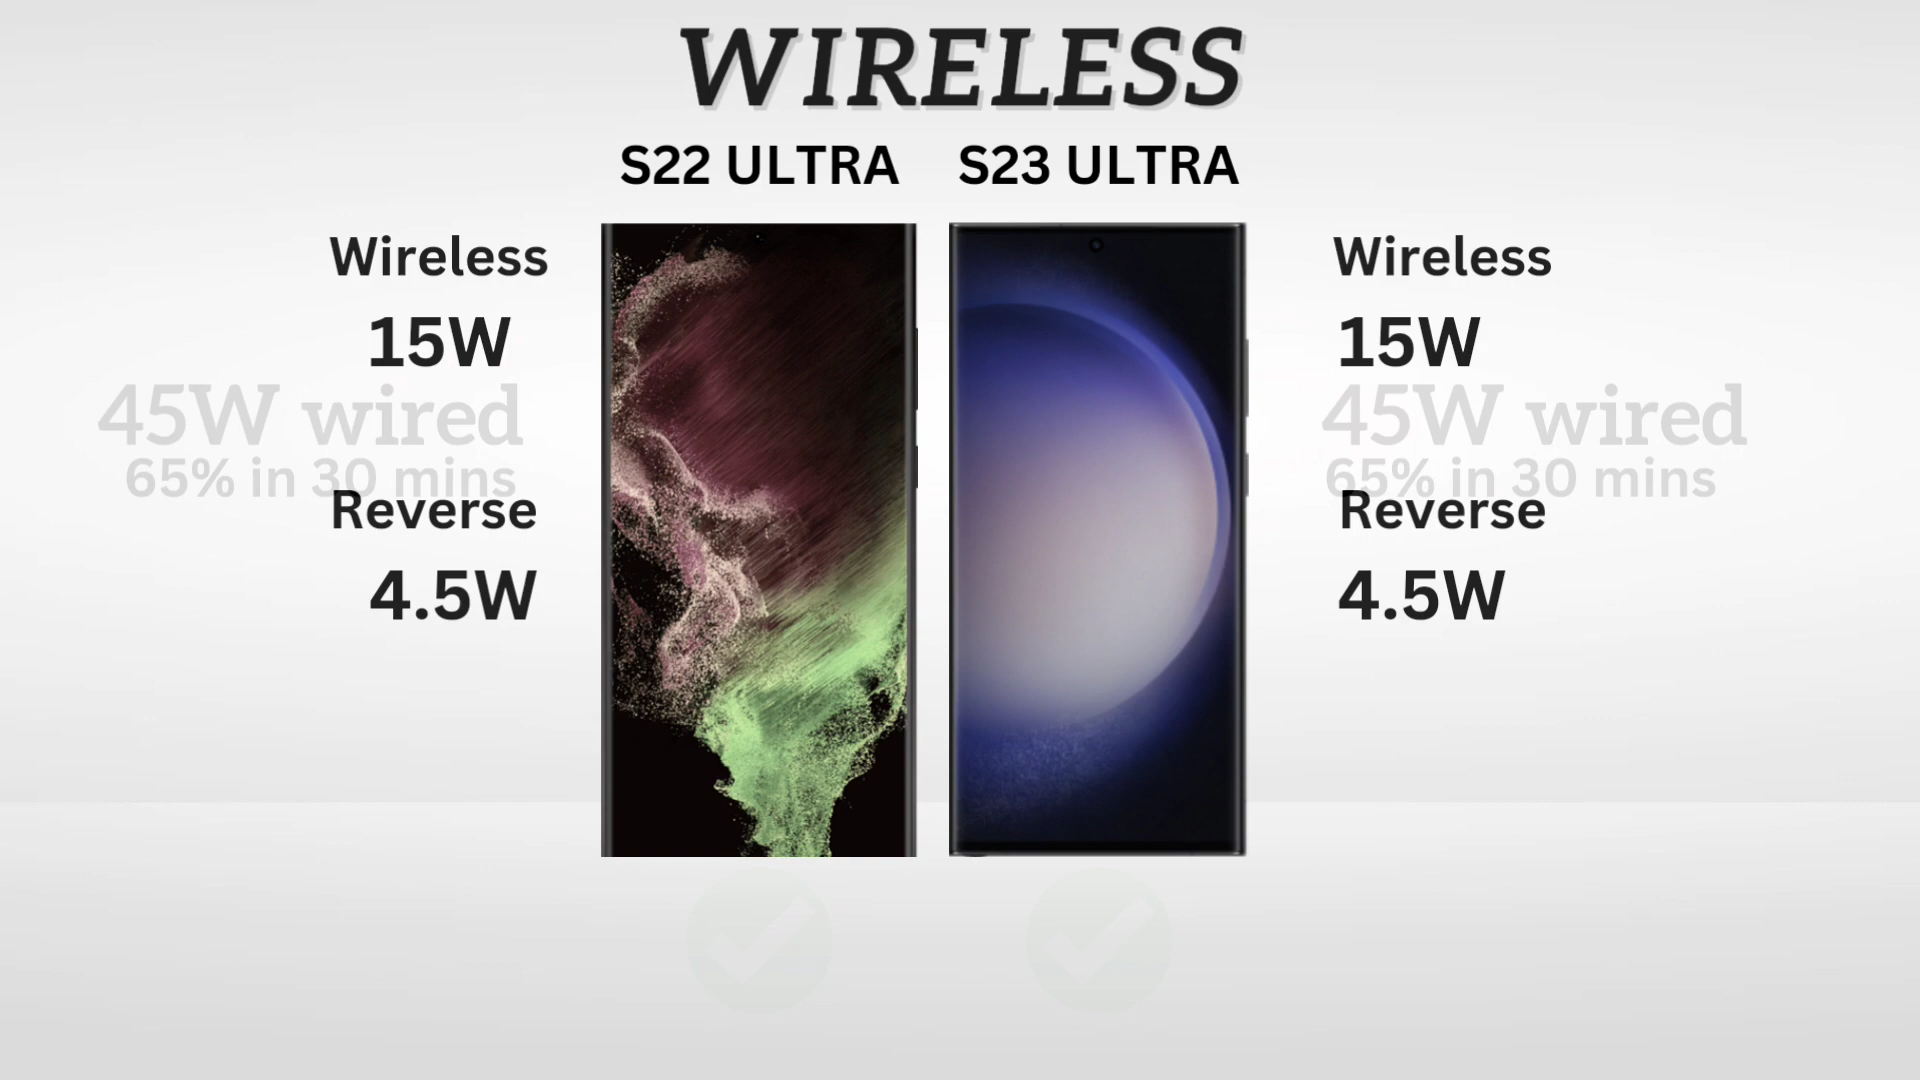 WIRELESS
S22 ULTRA
S23 ULTRA
Wireless
15W
45W wired
65% in 30 mins
Reverse
4.5W
Wireless
15W
45W wired
65% in 30 mins
Reverse
4.5W